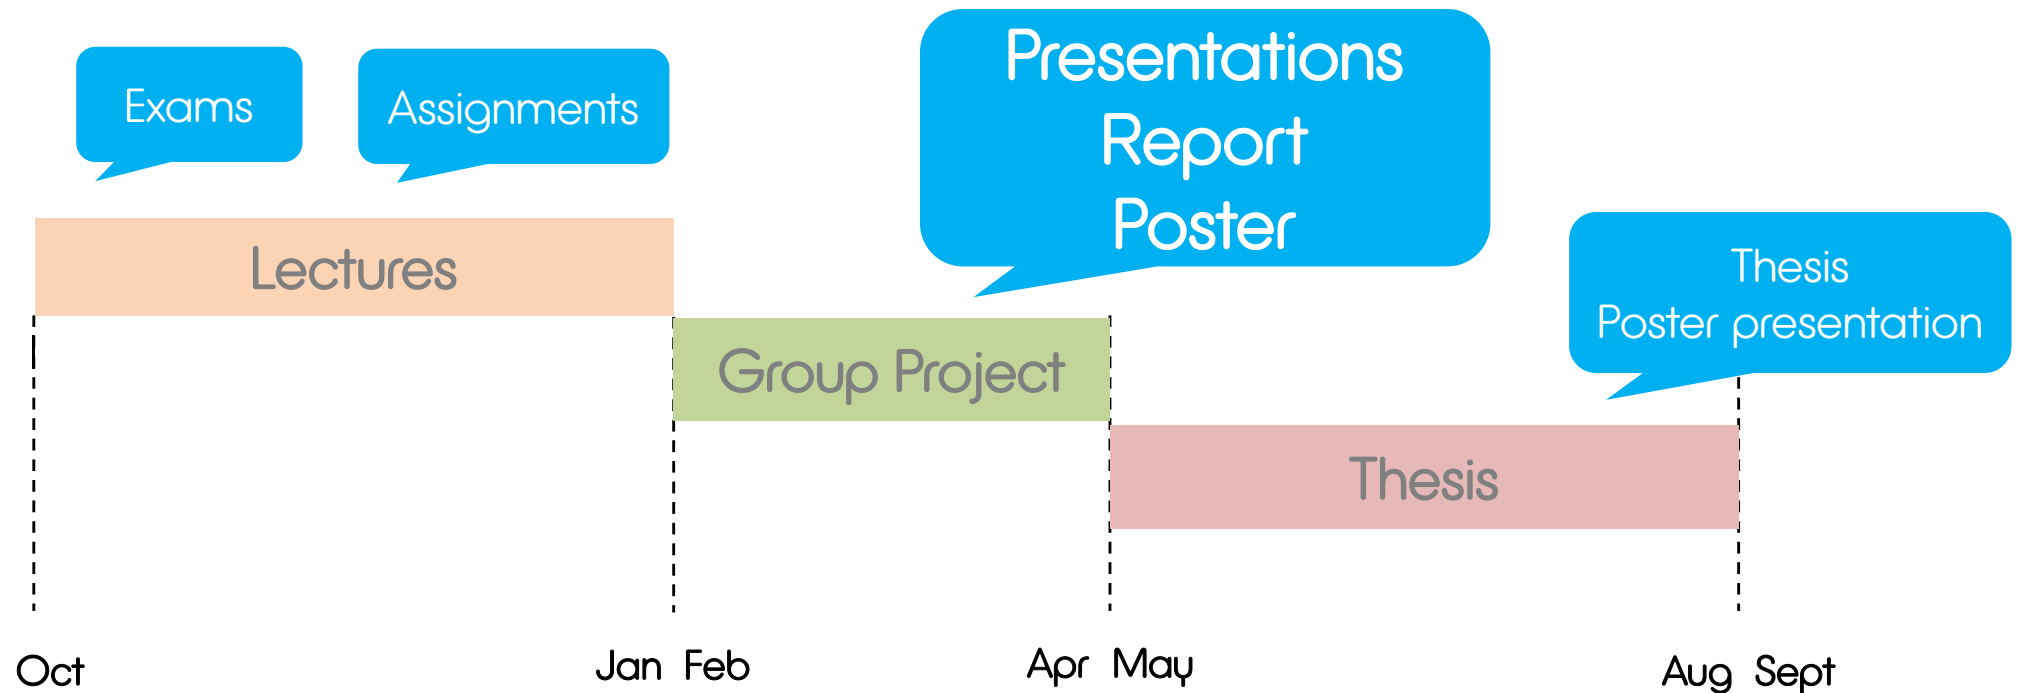 Exams
Assignments
Presentations
Report
Poster
Lectures
Thesis
Poster presentation
Group Project
Thesis
Oct
Jan Feb
Apr May
Aug Sept